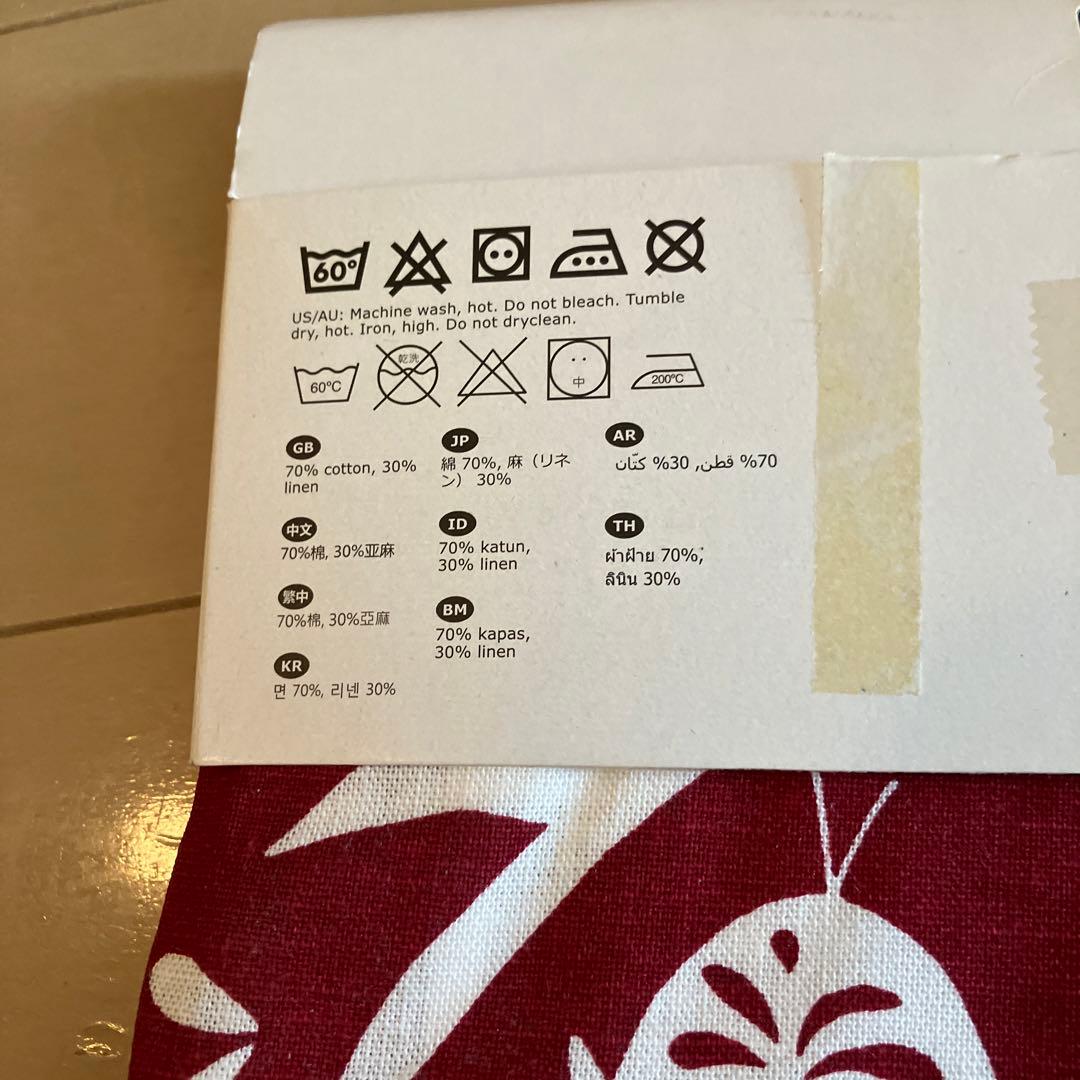 60°
US/AU: Machine wash, hot. Do not bleach. Tumble
dry, hot. Iron, high. Do not dryclean.
60°C
乾洗
中
200°C
GB
70% cotton, 30%
linen
中文
70%棉, 30%亚麻
繁中
70%棉, 30%亞麻
KR
면 70%, 리넨 30%
JP
綿 70%, 麻（リネ
ン） 30%
ID
70% katun,
30% linen
BM
70% kapas,
30% linen
AR
70% قطن, 30% كتّان
TH
ผ้าฝ้าย 70%,
ลินิน 30%